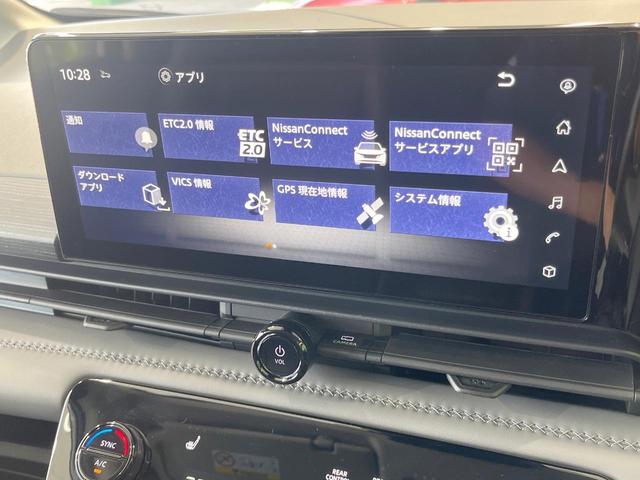 10:28
アプリ
通知
ETC2.0 情報
ETC
2.0
NissanConnect
サービス
NissanConnect
サービスアプリ
ダウンロード
アプリ
VICS 情報
GPS 現在地情報
システム情報
VOL
CAMERA
SYNC
A/C
REAR